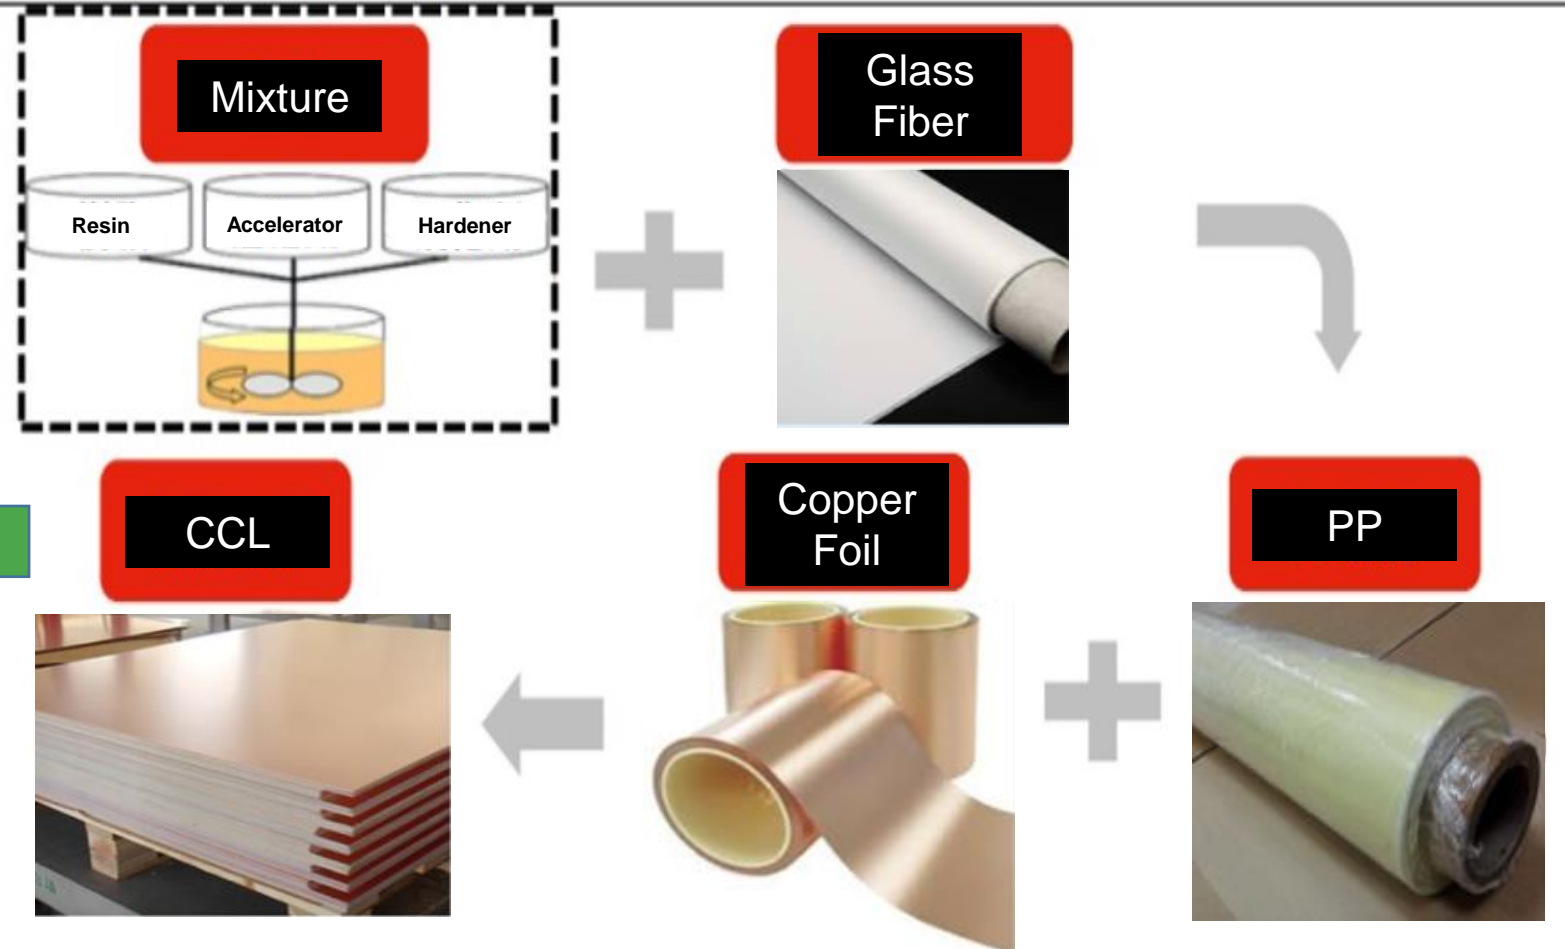 Mixture
Glass
Fiber
Resin
Accelerator
Hardener
CCL
Copper
Foil
PP